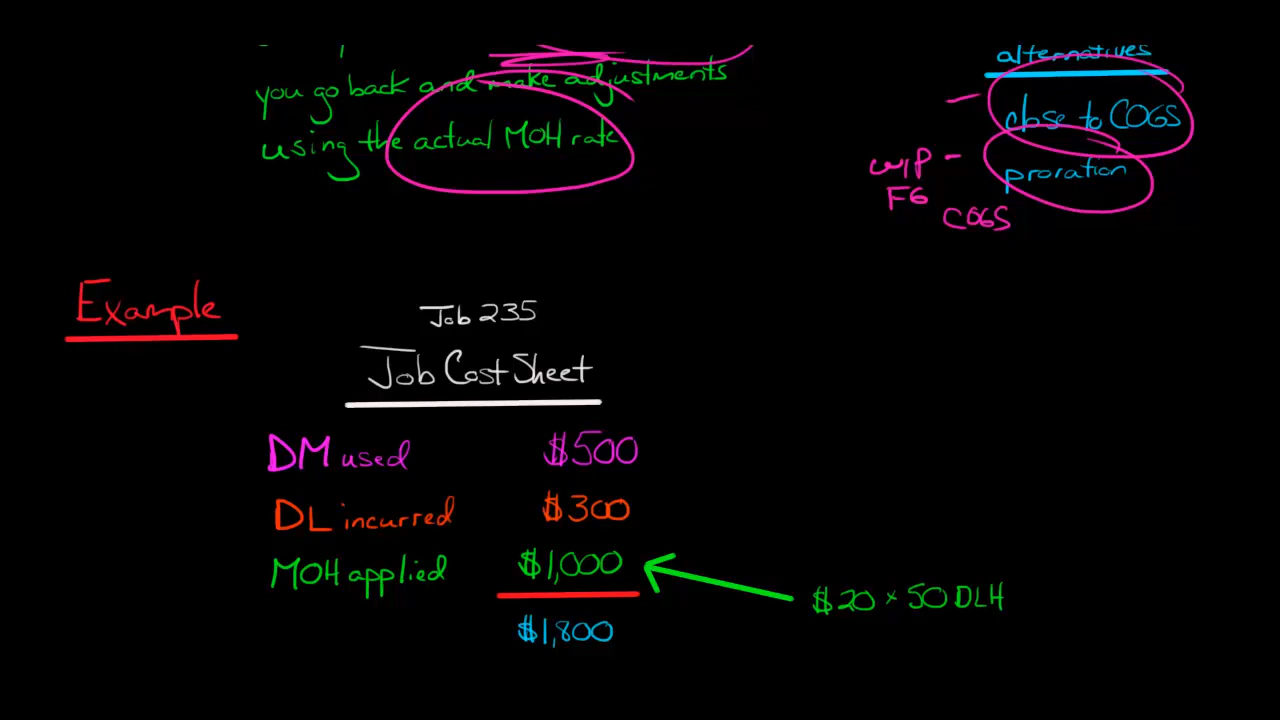 you go back and make adjustments
using the actual MOH rate
alternatives
close to COGS
proration
WIP
FG
COGS
Example
Job 235
Job Cost Sheet
DM used $500
DL incurred $300
MOH applied $1,000
$20 × 50 DLH
$1,800